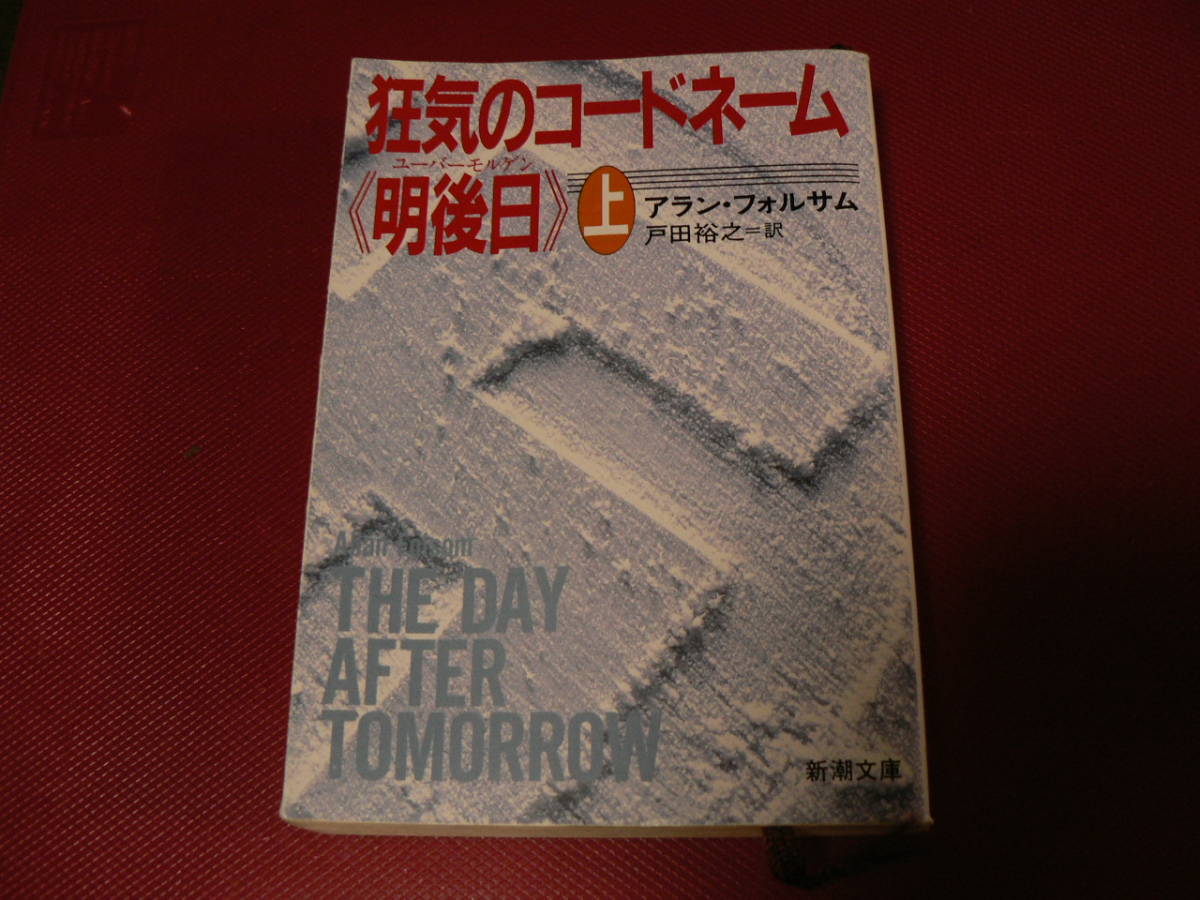 狂気のコードネーム
ユーバーモルゲン
《明後日》上
アラン・フォルサム
戸田裕之=訳
Allan Folsom
THE DAY
AFTER
TOMORROW
新潮文庫